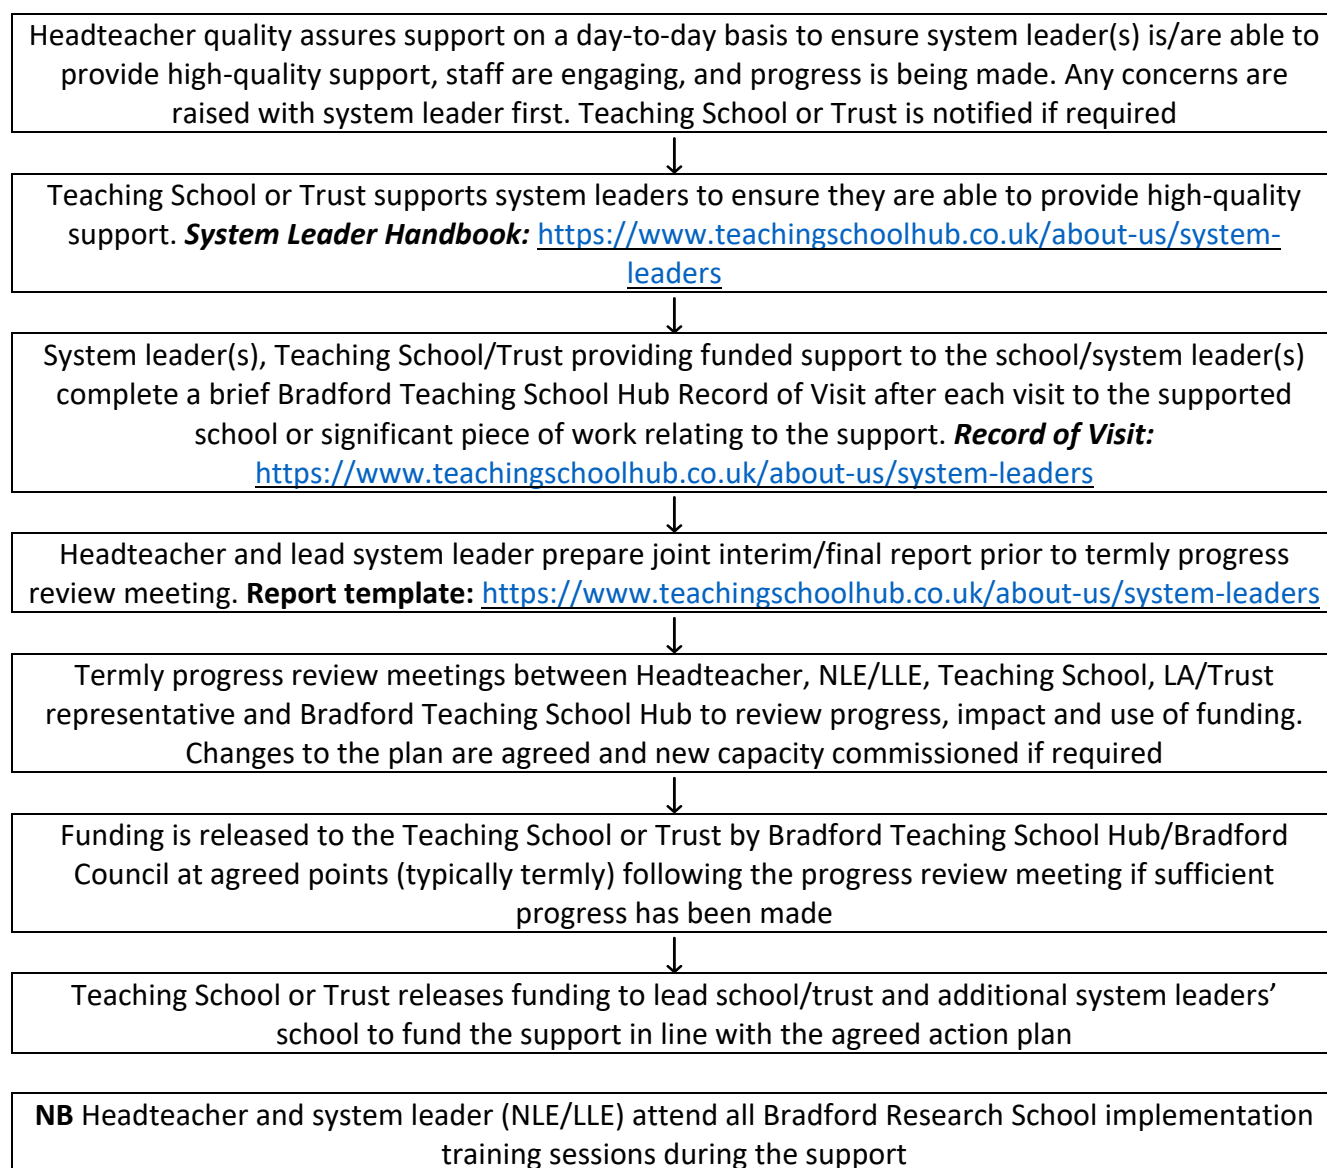 Headteacher quality assures support on a day-to-day basis to ensure system leader(s) is/are able to
provide high-quality support, staff are engaging, and progress is being made. Any concerns are
raised with system leader first. Teaching School or Trust is notified if required
Teaching School or Trust supports system leaders to ensure they are able to provide high-quality
support. System Leader Handbook: https://www.teachingschoolhub.co.uk/about-us/system-
leaders
System leader(s), Teaching School/Trust providing funded support to the school/system leader(s)
complete a brief Bradford Teaching School Hub Record of Visit after each visit to the supported
school or significant piece of work relating to the support. Record of Visit:
https://www.teachingschoolhub.co.uk/about-us/system-leaders
Headteacher and lead system leader prepare joint interim/final report prior to termly progress
review meeting. Report template: https://www.teachingschoolhub.co.uk/about-us/system-leaders
Termly progress review meetings between Headteacher, NLE/LLE, Teaching School, LA/Trust
representative and Bradford Teaching School Hub to review progress, impact and use of funding.
Changes to the plan are agreed and new capacity commissioned if required
Funding is released to the Teaching School or Trust by Bradford Teaching School Hub/Bradford
Council at agreed points (typically termly) following the progress review meeting if sufficient
progress has been made
Teaching School or Trust releases funding to lead school/trust and additional system leaders’
school to fund the support in line with the agreed action plan
NB Headteacher and system leader (NLE/LLE) attend all Bradford Research School implementation
training sessions during the support